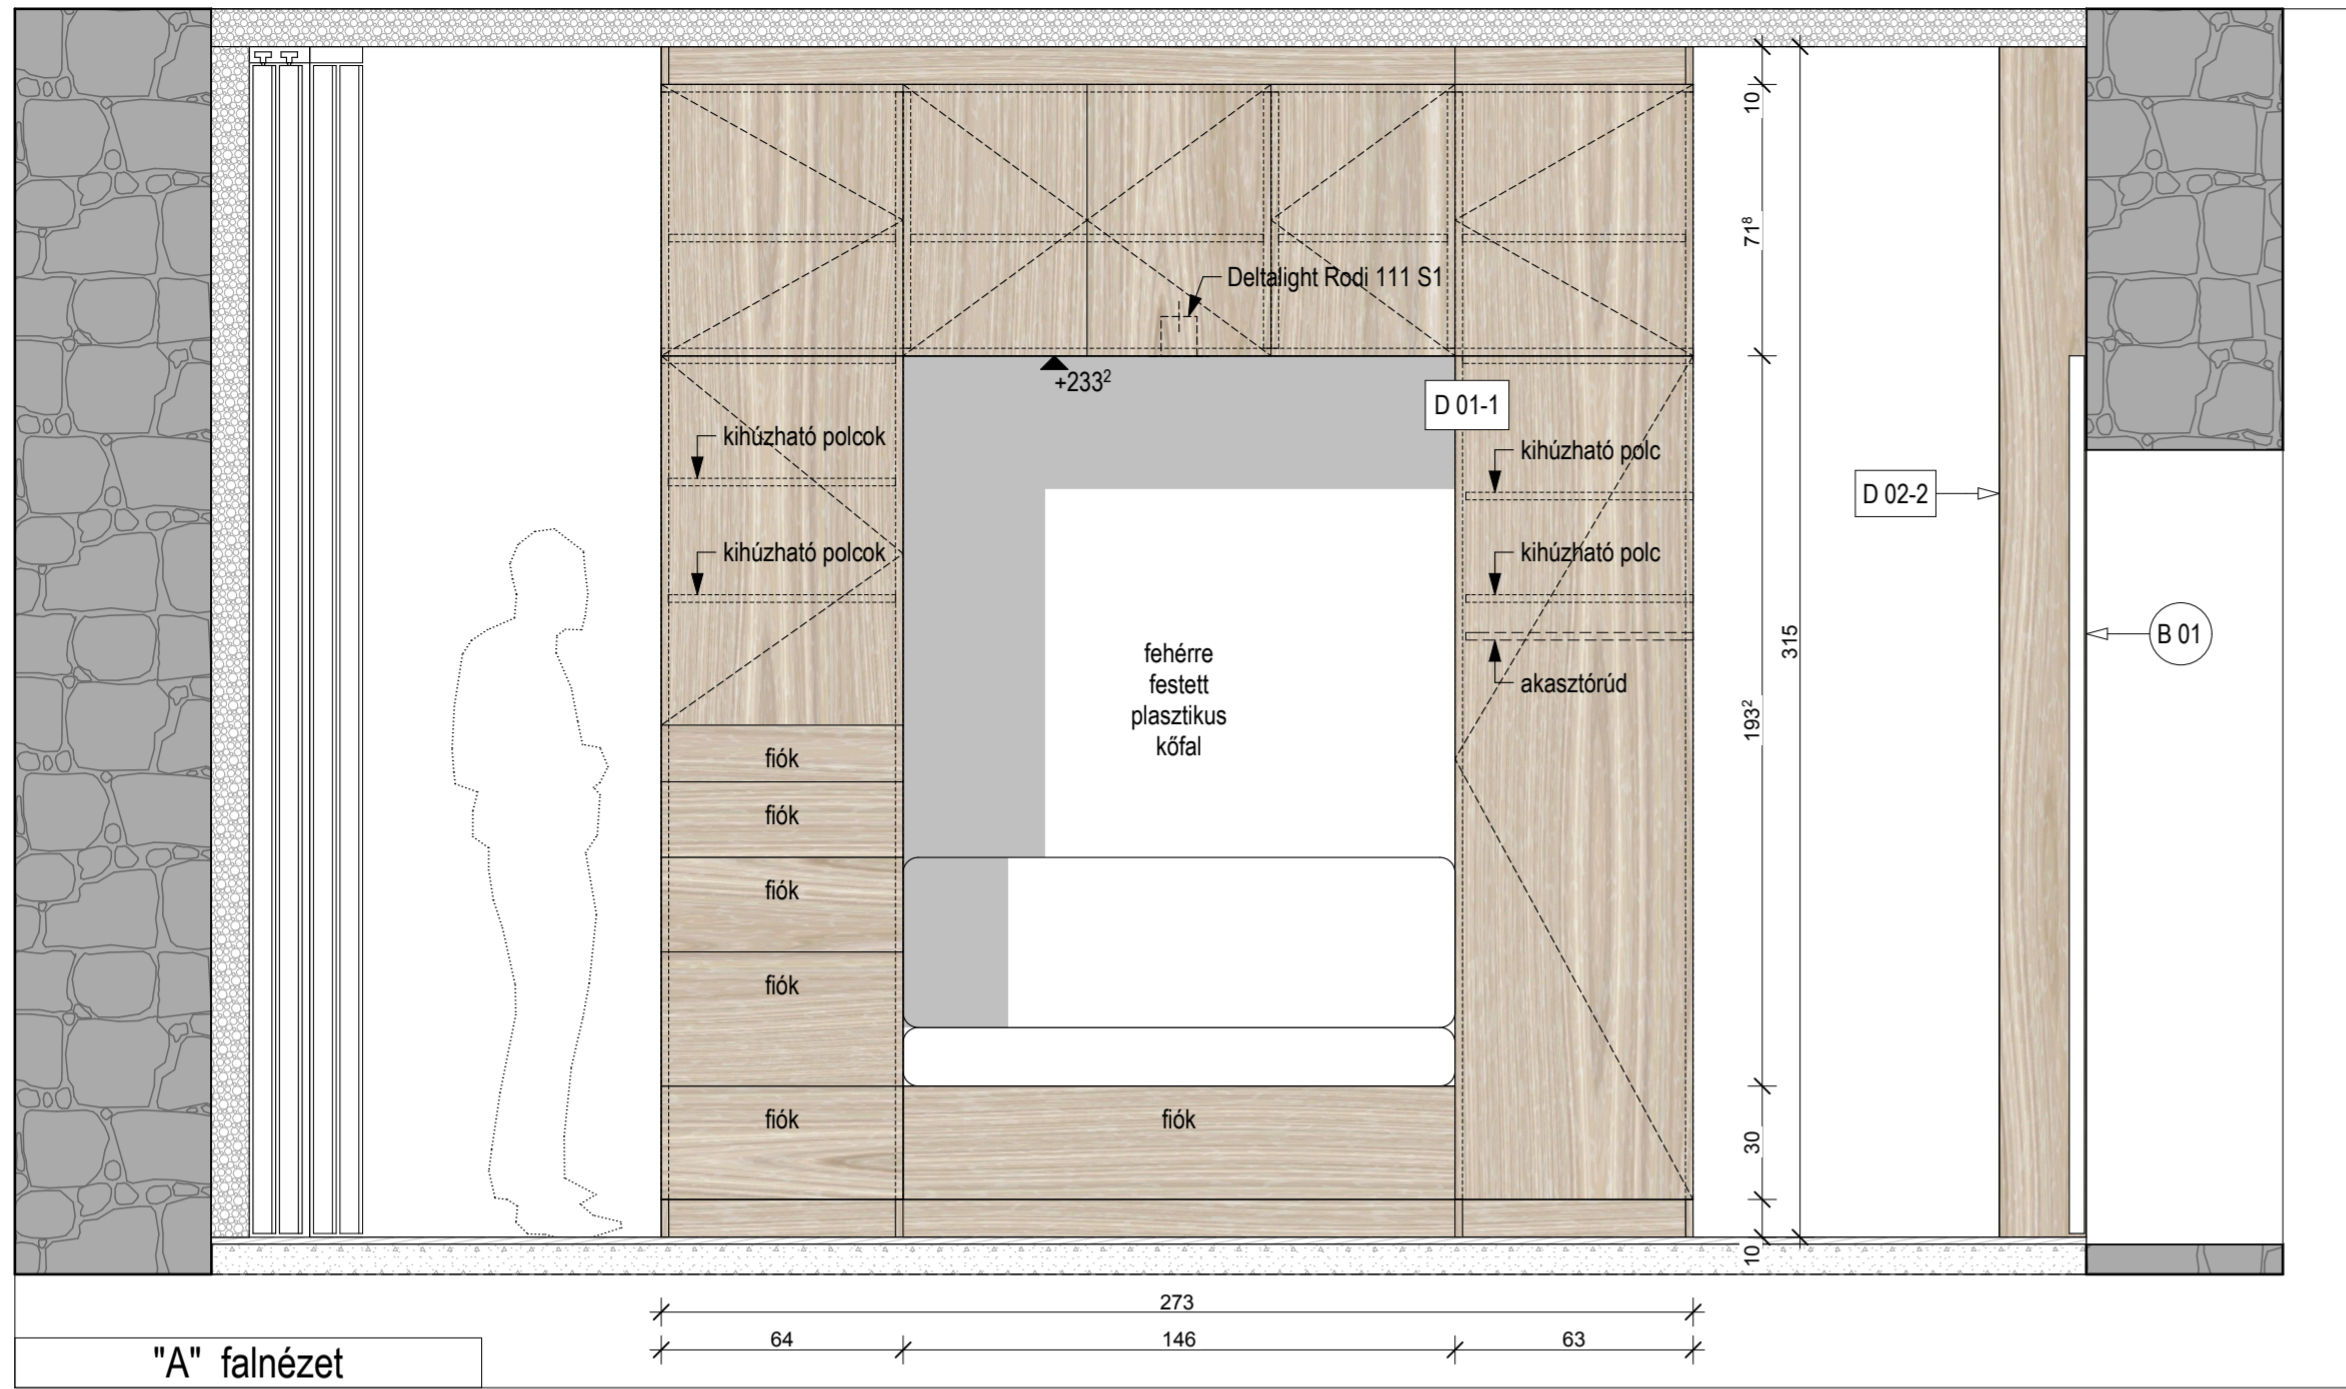 10
71⁸
Deltalight Rodi 111 S1
+233²
D 01-1
kihúzható polcok
kihúzható polc
D 02-2
kihúzható polcok
kihúzható polc
315
B 01
fehérre
festett
plasztikus
kőfal
akasztórúd
193²
fiók
fiók
fiók
fiók
fiók
fiók
30
10
273
64
146
63
"A" falnézet